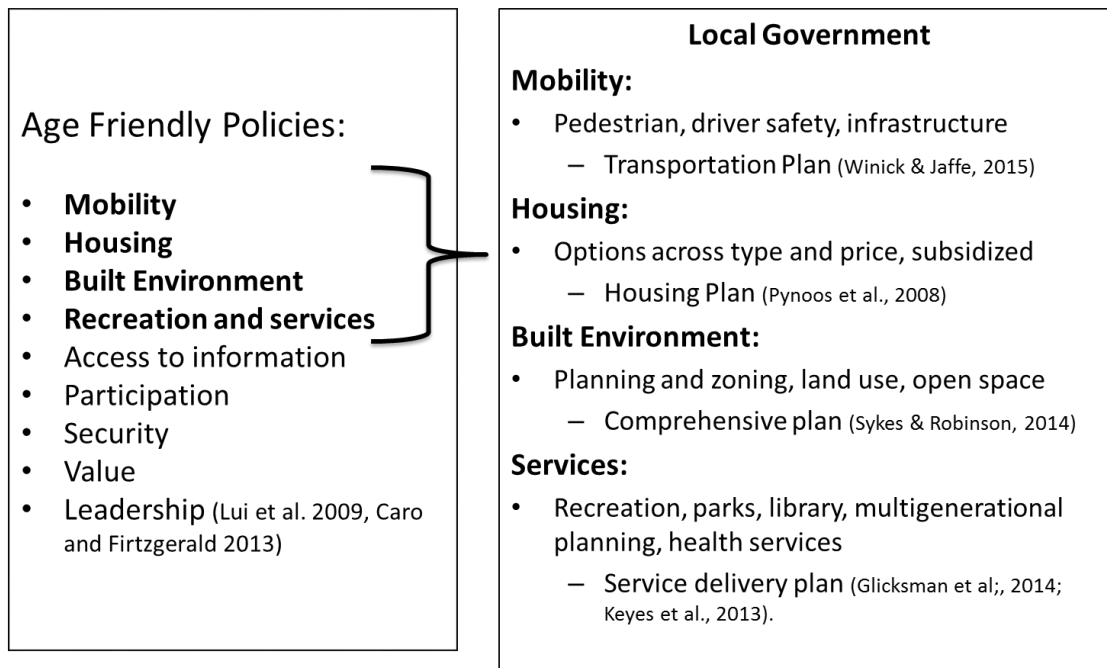 Age Friendly Policies:
• Mobility
• Housing
• Built Environment
• Recreation and services
• Access to information
• Participation
• Security
• Value
• Leadership (Lui et al. 2009, Caro
and Firtzgerald 2013)
Local Government
Mobility:
• Pedestrian, driver safety, infrastructure
– Transportation Plan (Winick & Jaffe, 2015)
Housing:
• Options across type and price, subsidized
– Housing Plan (Pynoos et al., 2008)
Built Environment:
• Planning and zoning, land use, open space
– Comprehensive plan (Sykes & Robinson, 2014)
Services:
• Recreation, parks, library, multigenerational
planning, health services
– Service delivery plan (Glicksman et al;, 2014;
Keyes et al., 2013).